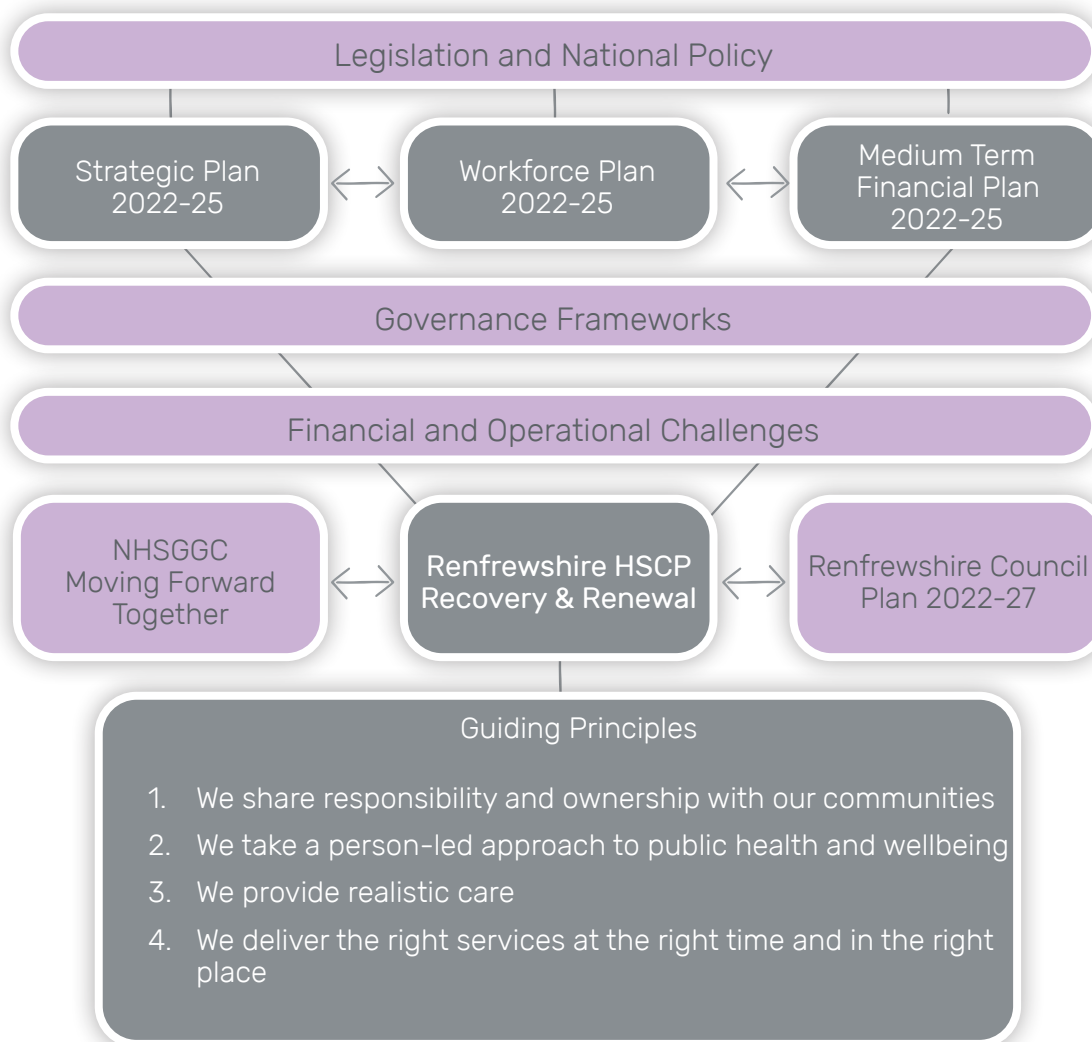 Legislation and National Policy
Strategic Plan
2022-25
Workforce Plan
2022-25
Medium Term
Financial Plan
2022-25
Governance Frameworks
Financial and Operational Challenges
NHSGGC
Moving Forward
Together
Renfrewshire HSCP
Recovery & Renewal
Renfrewshire Council
Plan 2022-27
Guiding Principles
1. We share responsibility and ownership with our communities
2. We take a person-led approach to public health and wellbeing
3. We provide realistic care
4. We deliver the right services at the right time and in the right
place